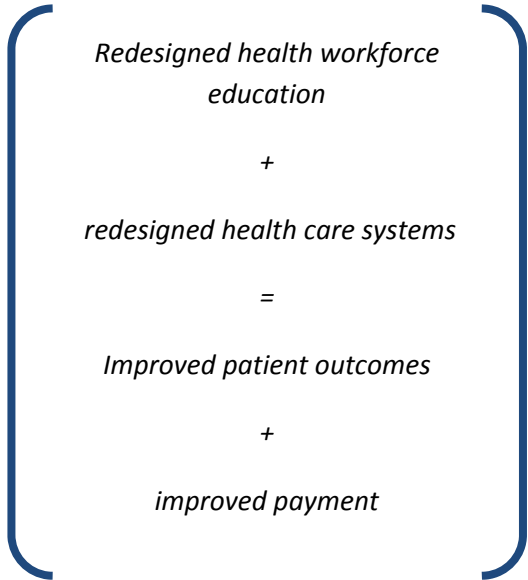 Redesigned health workforce
education
+
redesigned health care systems
=
Improved patient outcomes
+
improved payment